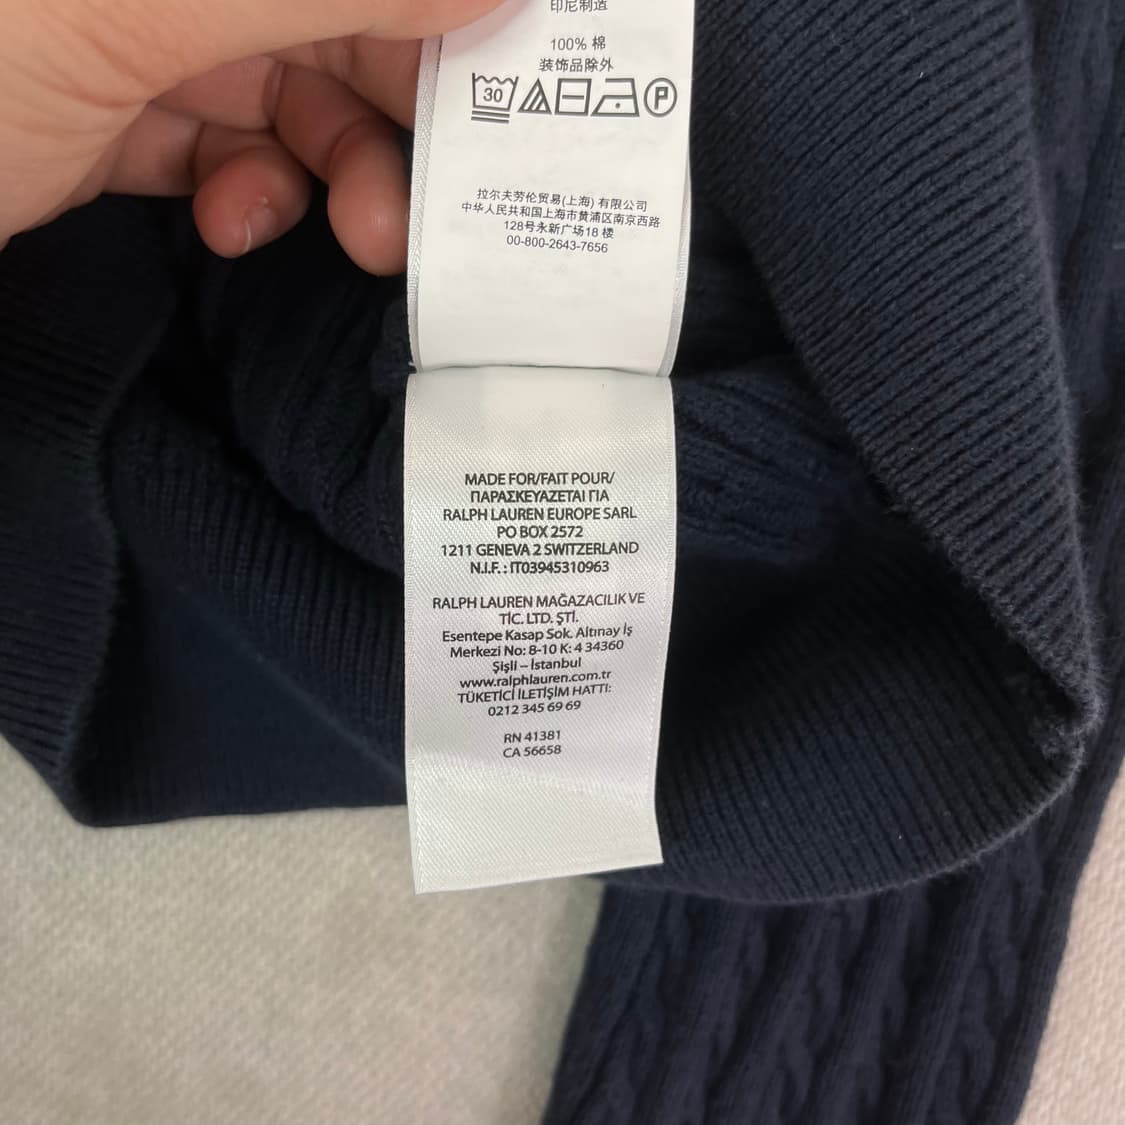 印尼制造
100% 棉
装饰品除外
30 P
拉尔夫劳伦贸易(上海)有限公司
中华人民共和国上海市黄浦区南京西路
128号永新广场18 楼
00-800-2643-7656
MADE FOR/FAIT POUR/
ΠΑΡΑΣΚΕΥΑΖΕΤΑΙ ΓΙΑ
RALPH LAUREN EUROPE SARL
PO BOX 2572
1211 GENEVA 2 SWITZERLAND
N.I.F. : IT03945310963
RALPH LAUREN MAĞAZACILIK VE
TİC. LTD. ŞTİ.
Esentepe Kasap Sok. Altınay İş
Merkezi No: 8-10 K: 4 34360
Şişli – İstanbul
www.ralphlauren.com.tr
TÜKETİCİ İLETİŞİM HATTI:
0212 345 69 69
RN 41381
CA 56658